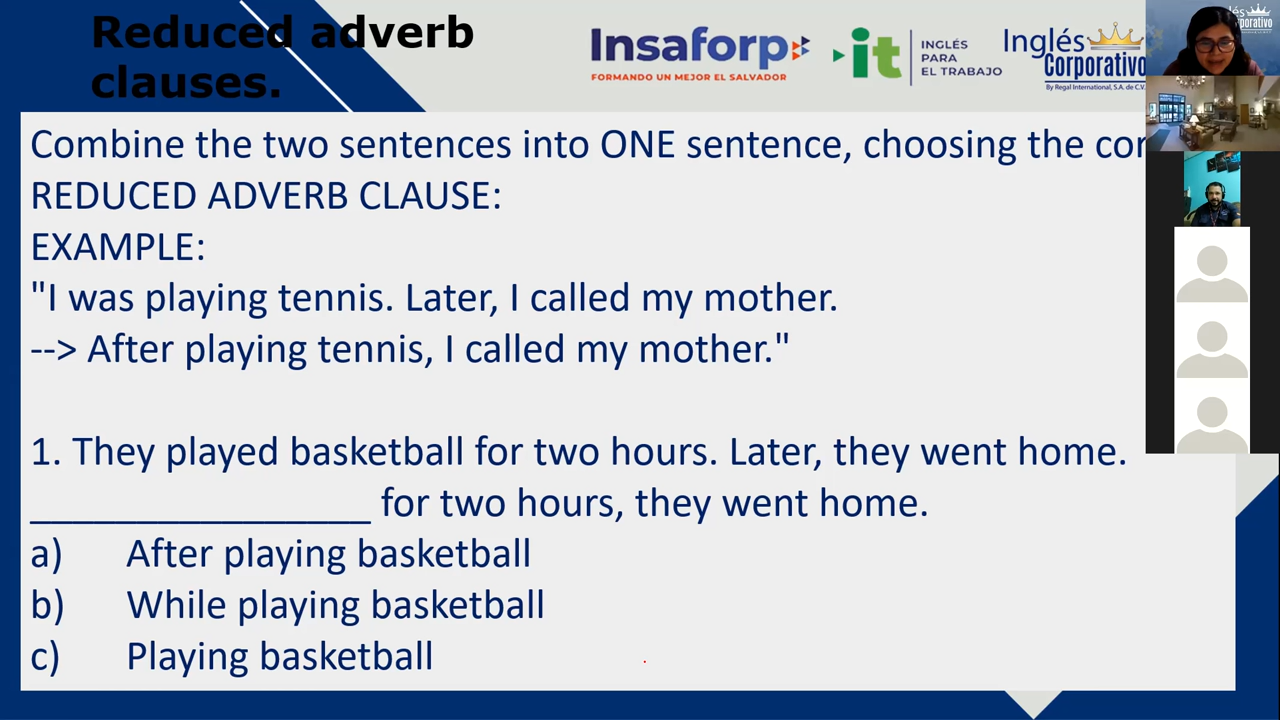 Reduced adverb
clauses.
Insaforp
FORMANDO UN MEJOR EL SALVADOR
it
INGLÉS
PARA
EL TRABAJO
Inglés
Corporativo
By Regal International, S.A. de C.V.
Combine the two sentences into ONE sentence, choosing the cor
REDUCED ADVERB CLAUSE:
EXAMPLE:
"I was playing tennis. Later, I called my mother.
--> After playing tennis, I called my mother."
1. They played basketball for two hours. Later, they went home.
________________ for two hours, they went home.
a) After playing basketball
b) While playing basketball
c) Playing basketball